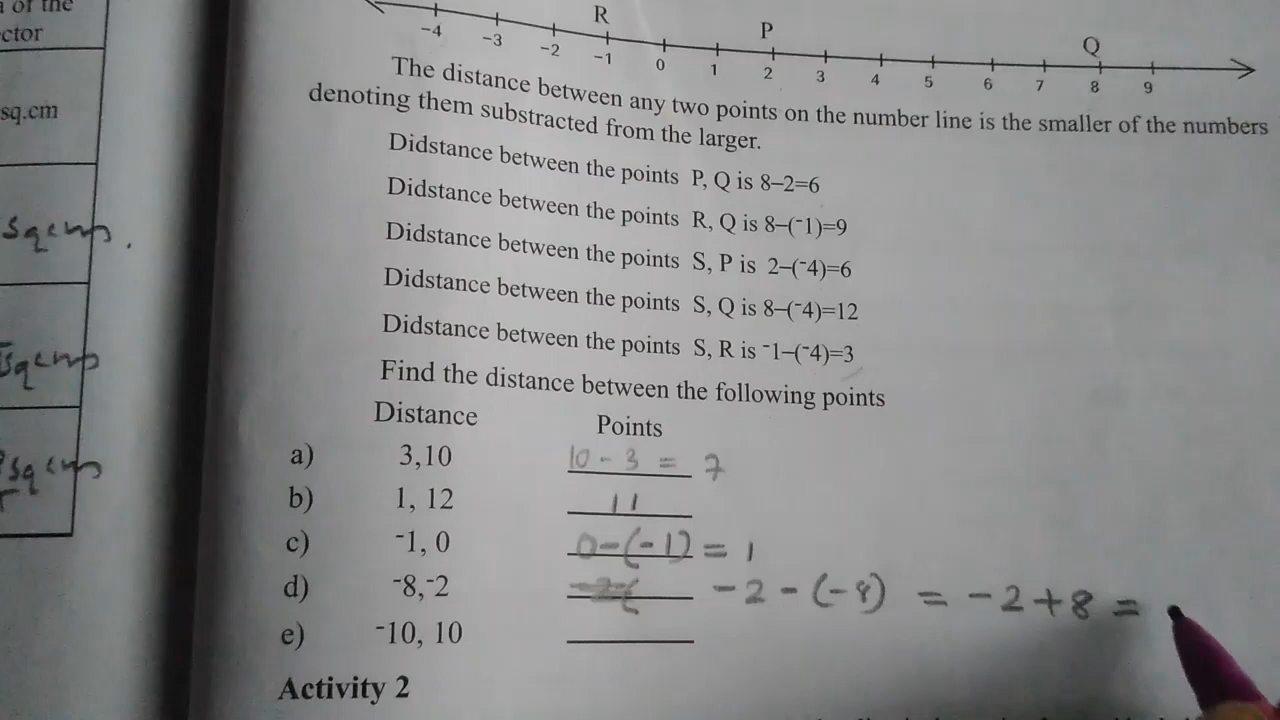 n of the
ctor
sq.cm
sqcms.
sqcms
sqcms
R P Q
-4 -3 -2 -1 0 1 2 3 4 5 6 7 8 9
The distance between any two points on the number line is the smaller of the numbers
denoting them substracted from the larger.
Didstance between the points P, Q is 8–2=6
Didstance between the points R, Q is 8–(⁻1)=9
Didstance between the points S, P is 2–(⁻4)=6
Didstance between the points S, Q is 8–(⁻4)=12
Didstance between the points S, R is ⁻1–(⁻4)=3
Find the distance between the following points
Distance Points
a) 3,10 10 - 3 = 7
b) 1, 12 11
c) ⁻1, 0 0-(-1) = 1
d) ⁻8,⁻2 -2 - (-8) = -2+8 =
e) ⁻10, 10
Activity 2